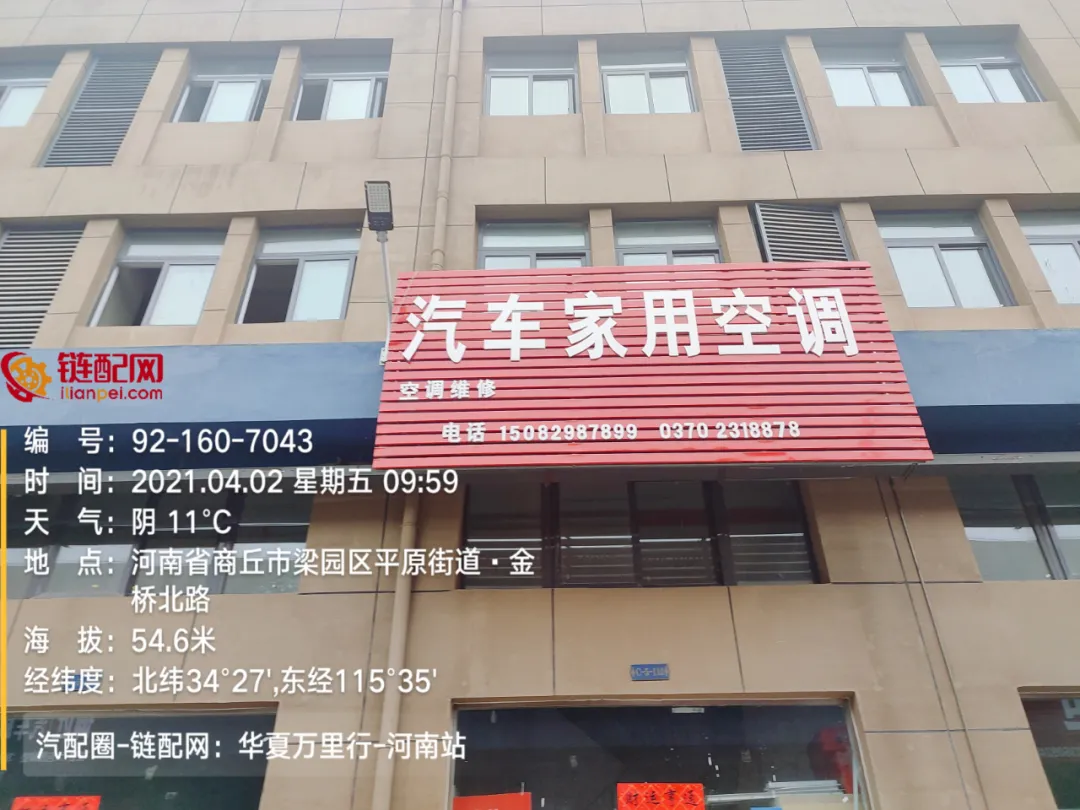 汽车家用空调
空调维修
电话 15082987899 0370 2318878
链配网
ilianpei.com
编 号: 92-160-7043
时 间: 2021.04.02 星期五 09:59
天 气: 阴 11°C
地 点: 河南省商丘市梁园区平原街道·金
桥北路
海 拔: 54.6米
经纬度: 北纬34°27',东经115°35'
汽配圈-链配网: 华夏万里行-河南站